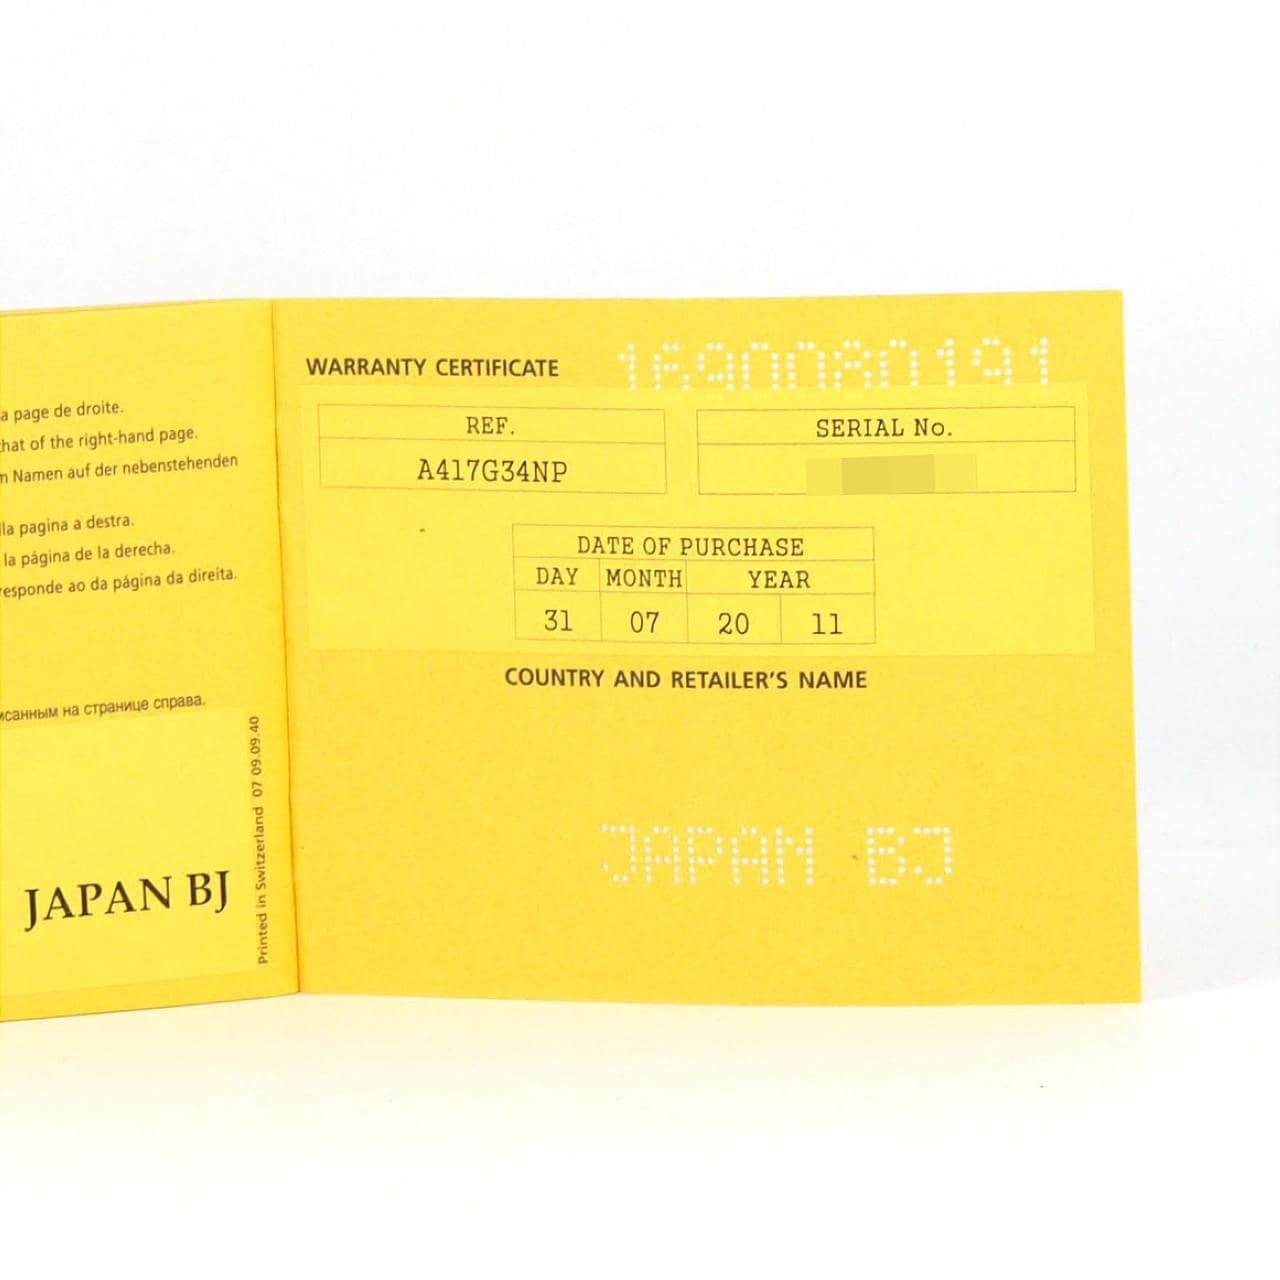 a page de droite.
that of the right-hand page.
n Namen auf der nebenstehenden
lla pagina a destra.
la página de la derecha.
responde ao da página da direita.
исанным на странице справа.
JAPAN BJ
Printed in Switzerland 07 09.09.40
WARRANTY CERTIFICATE
1690080191
REF.
A417G34NP
SERIAL No.
DATE OF PURCHASE
DAY MONTH YEAR
31 07 20 11
COUNTRY AND RETAILER'S NAME
JAPAN BJ